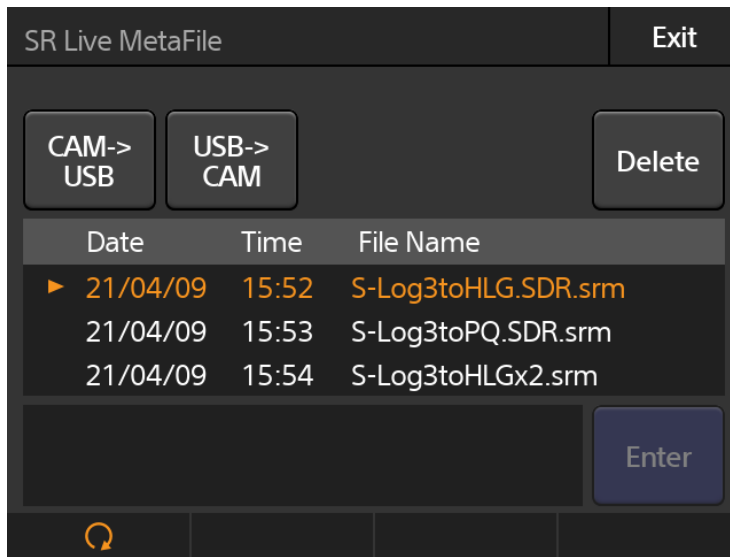 SR Live MetaFile Exit
CAM-> USB-> Delete
USB CAM
Date Time File Name
► 21/04/09 15:52 S-Log3toHLG.SDR.srm
21/04/09 15:53 S-Log3toPQ.SDR.srm
21/04/09 15:54 S-Log3toHLGx2.srm
Enter